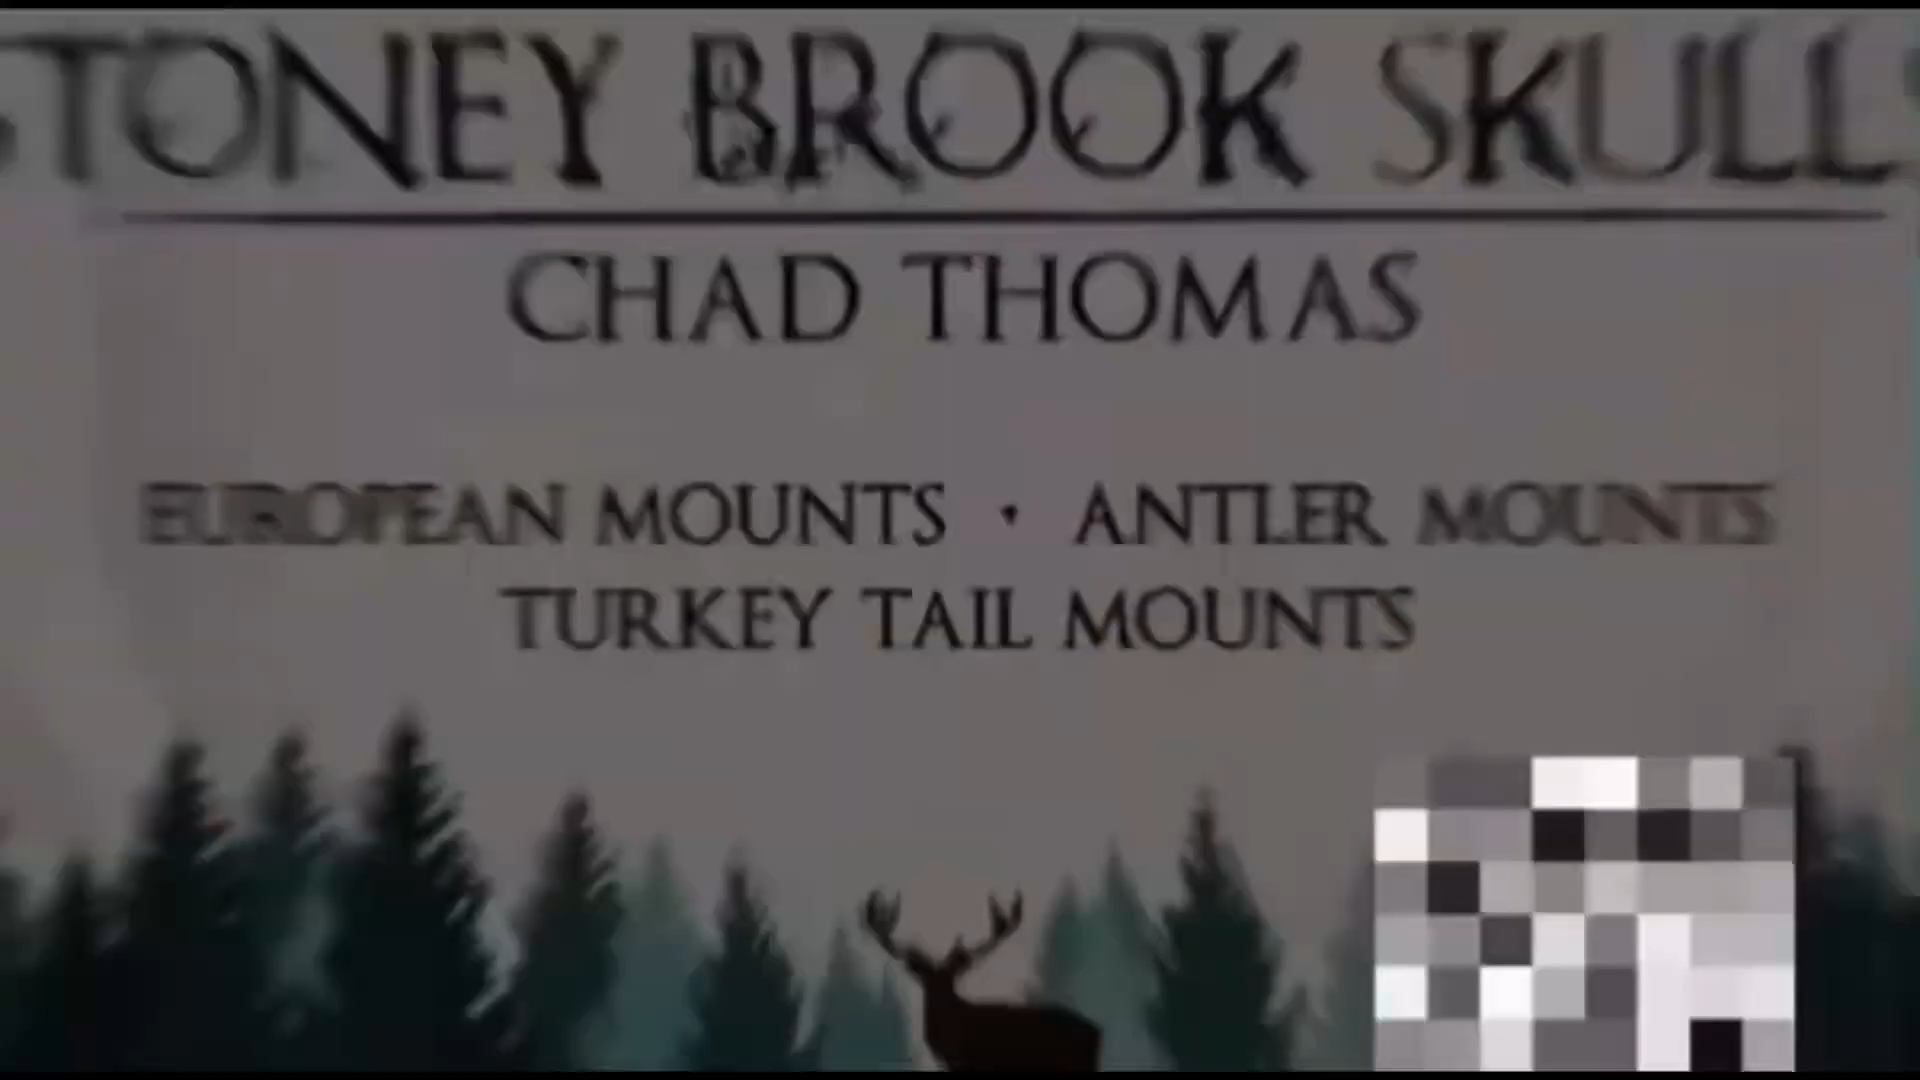 STONEY BROOK SKULLS
CHAD THOMAS
EUROPEAN MOUNTS • ANTLER MOUNTS
TURKEY TAIL MOUNTS